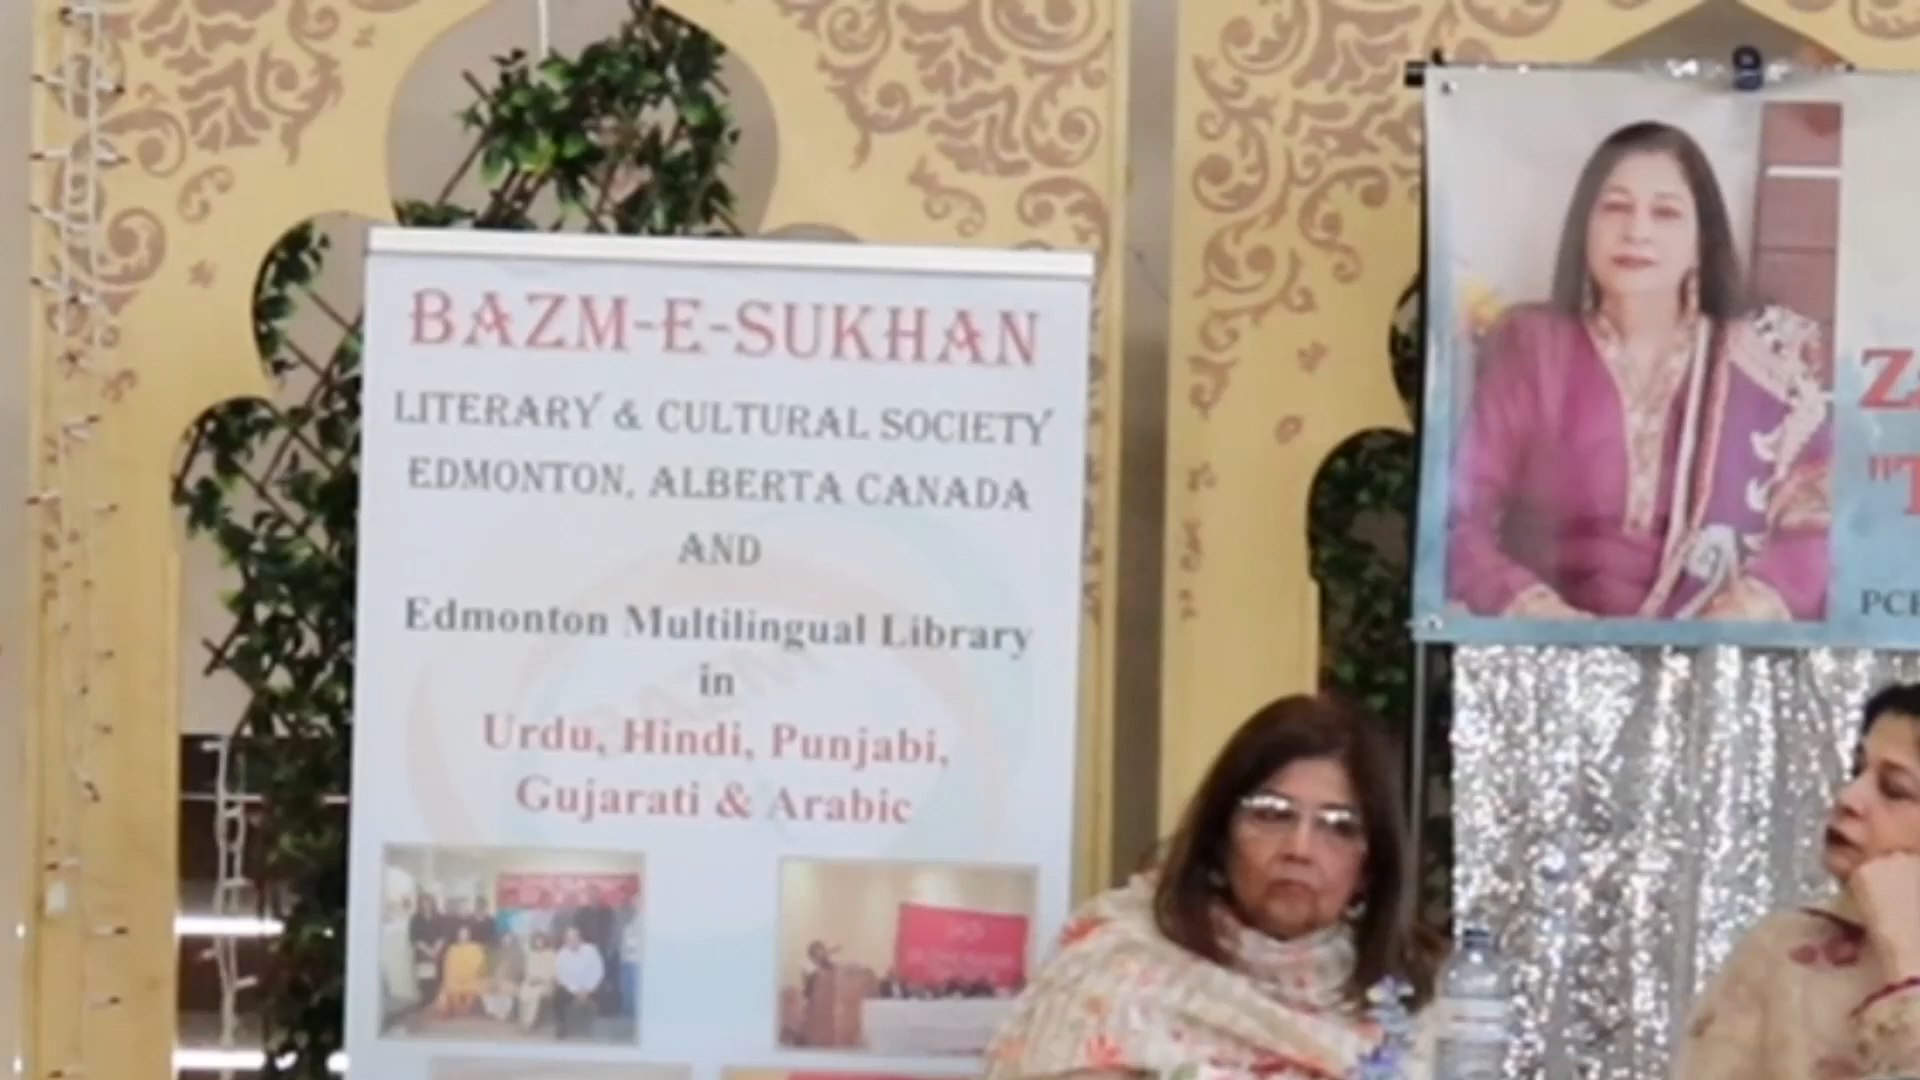 BAZM-E-SUKHAN
LITERARY & CULTURAL SOCIETY
EDMONTON, ALBERTA CANADA
AND
Edmonton Multilingual Library
in
Urdu, Hindi, Punjabi,
Gujarati & Arabic